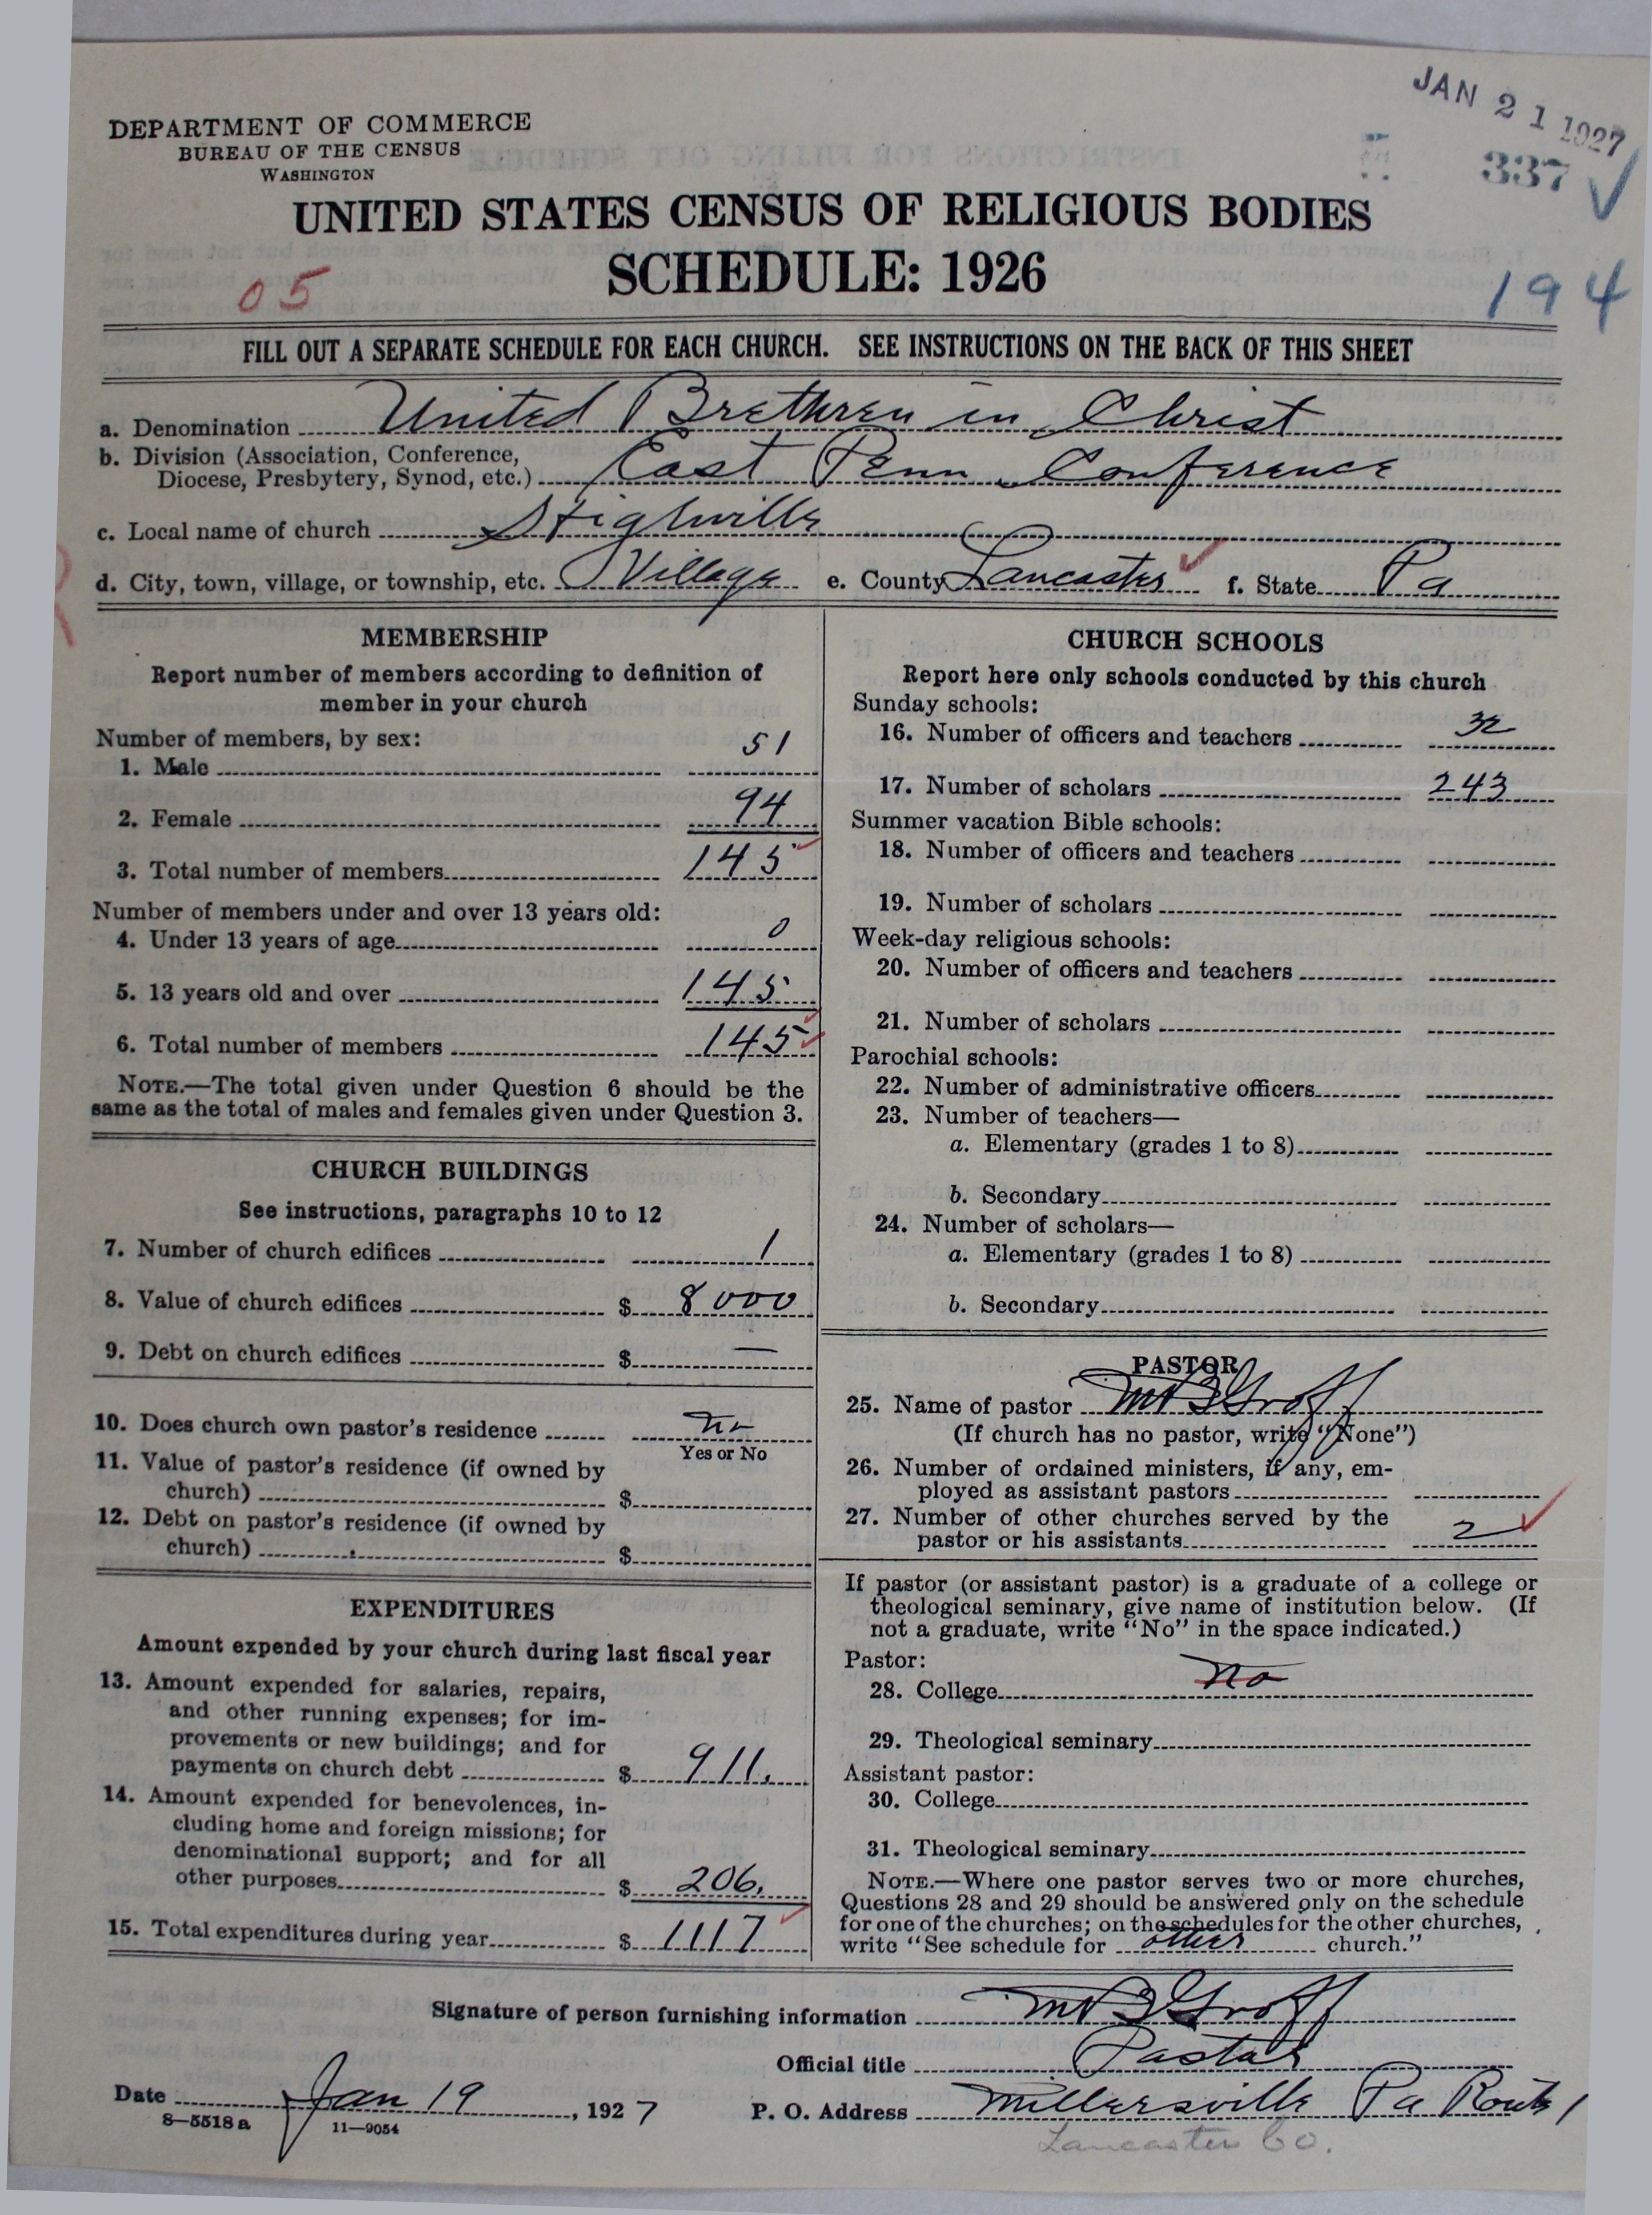 JAN 21 1927
DEPARTMENT OF COMMERCE
BUREAU OF THE CENSUS
WASHINGTON
337
UNITED STATES CENSUS OF RELIGIOUS BODIES
SCHEDULE: 1926
05
194
FILL OUT A SEPARATE SCHEDULE FOR EACH CHURCH. SEE INSTRUCTIONS ON THE BACK OF THIS SHEET
a. Denomination United Brethren in Christ
b. Division (Association, Conference,
Diocese, Presbytery, Synod, etc.) East Penn Conference
c. Local name of church
d. City, town, village, or township, etc. Village e. County Lancaster f. State Pa
MEMBERSHIP
Report number of members according to definition of
member in your church
Number of members, by sex:
1. Male 51
2. Female 94
3. Total number of members 145
Number of members under and over 13 years old:
4. Under 13 years of age 0
5. 13 years old and over 145
6. Total number of members 145
NOTE.—The total given under Question 6 should be the
same as the total of males and females given under Question 3.
CHURCH BUILDINGS
See instructions, paragraphs 10 to 12
7. Number of church edifices 1
8. Value of church edifices $ 8000
9. Debt on church edifices $ —
10. Does church own pastor's residence no
Yes or No
11. Value of pastor's residence (if owned by
church) $
12. Debt on pastor's residence (if owned by
church) $
EXPENDITURES
Amount expended by your church during last fiscal year
13. Amount expended for salaries, repairs,
and other running expenses; for im-
provements or new buildings; and for
payments on church debt $ 911.
14. Amount expended for benevolences, in-
cluding home and foreign missions; for
denominational support; and for all
other purposes $ 206.
15. Total expenditures during year $ 1117
CHURCH SCHOOLS
Report here only schools conducted by this church
Sunday schools:
16. Number of officers and teachers 32
17. Number of scholars 243
Summer vacation Bible schools:
18. Number of officers and teachers
19. Number of scholars
Week-day religious schools:
20. Number of officers and teachers
21. Number of scholars
Parochial schools:
22. Number of administrative officers
23. Number of teachers—
a. Elementary (grades 1 to 8)
b. Secondary
24. Number of scholars—
a. Elementary (grades 1 to 8)
b. Secondary
PASTOR
25. Name of pastor Groff
(If church has no pastor, write "None")
26. Number of ordained ministers, if any, em-
ployed as assistant pastors
27. Number of other churches served by the
pastor or his assistants 2
If pastor (or assistant pastor) is a graduate of a college or
theological seminary, give name of institution below. (If
not a graduate, write "No" in the space indicated.)
Pastor:
28. College No
29. Theological seminary
Assistant pastor:
30. College
31. Theological seminary
NOTE.—Where one pastor serves two or more churches,
Questions 28 and 29 should be answered only on the schedule
for one of the churches; on the schedules for the other churches,
write "See schedule for other church."
Signature of person furnishing information Groff
Official title Pastor
Date Jan 19, 1927 P. O. Address Millersville Pa Route 1
8—5518a 11—9054
Lancaster Co.